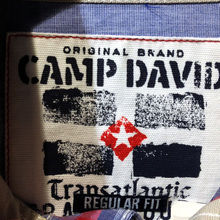 ORIGINAL BRAND
CAMP DAVID
Transatlantic
REGULAR FIT